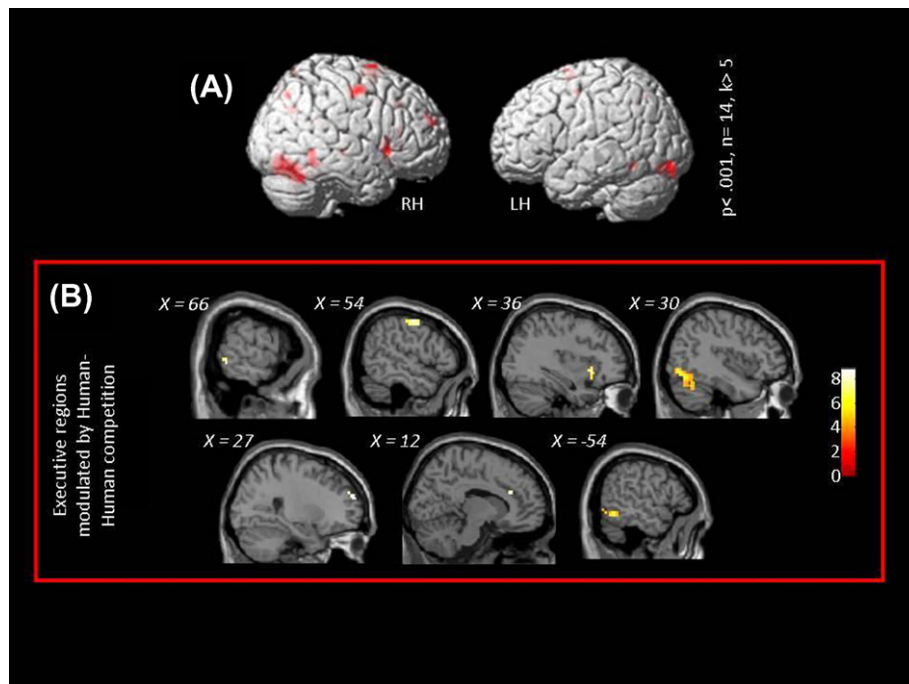 (A)
RH
LH
p< .001, n= 14, k> 5
(B)
Executive regions
modulated by Human-
Human competition
X = 66
X = 54
X = 36
X = 30
X = 27
X = 12
X = -54
8
6
4
2
0